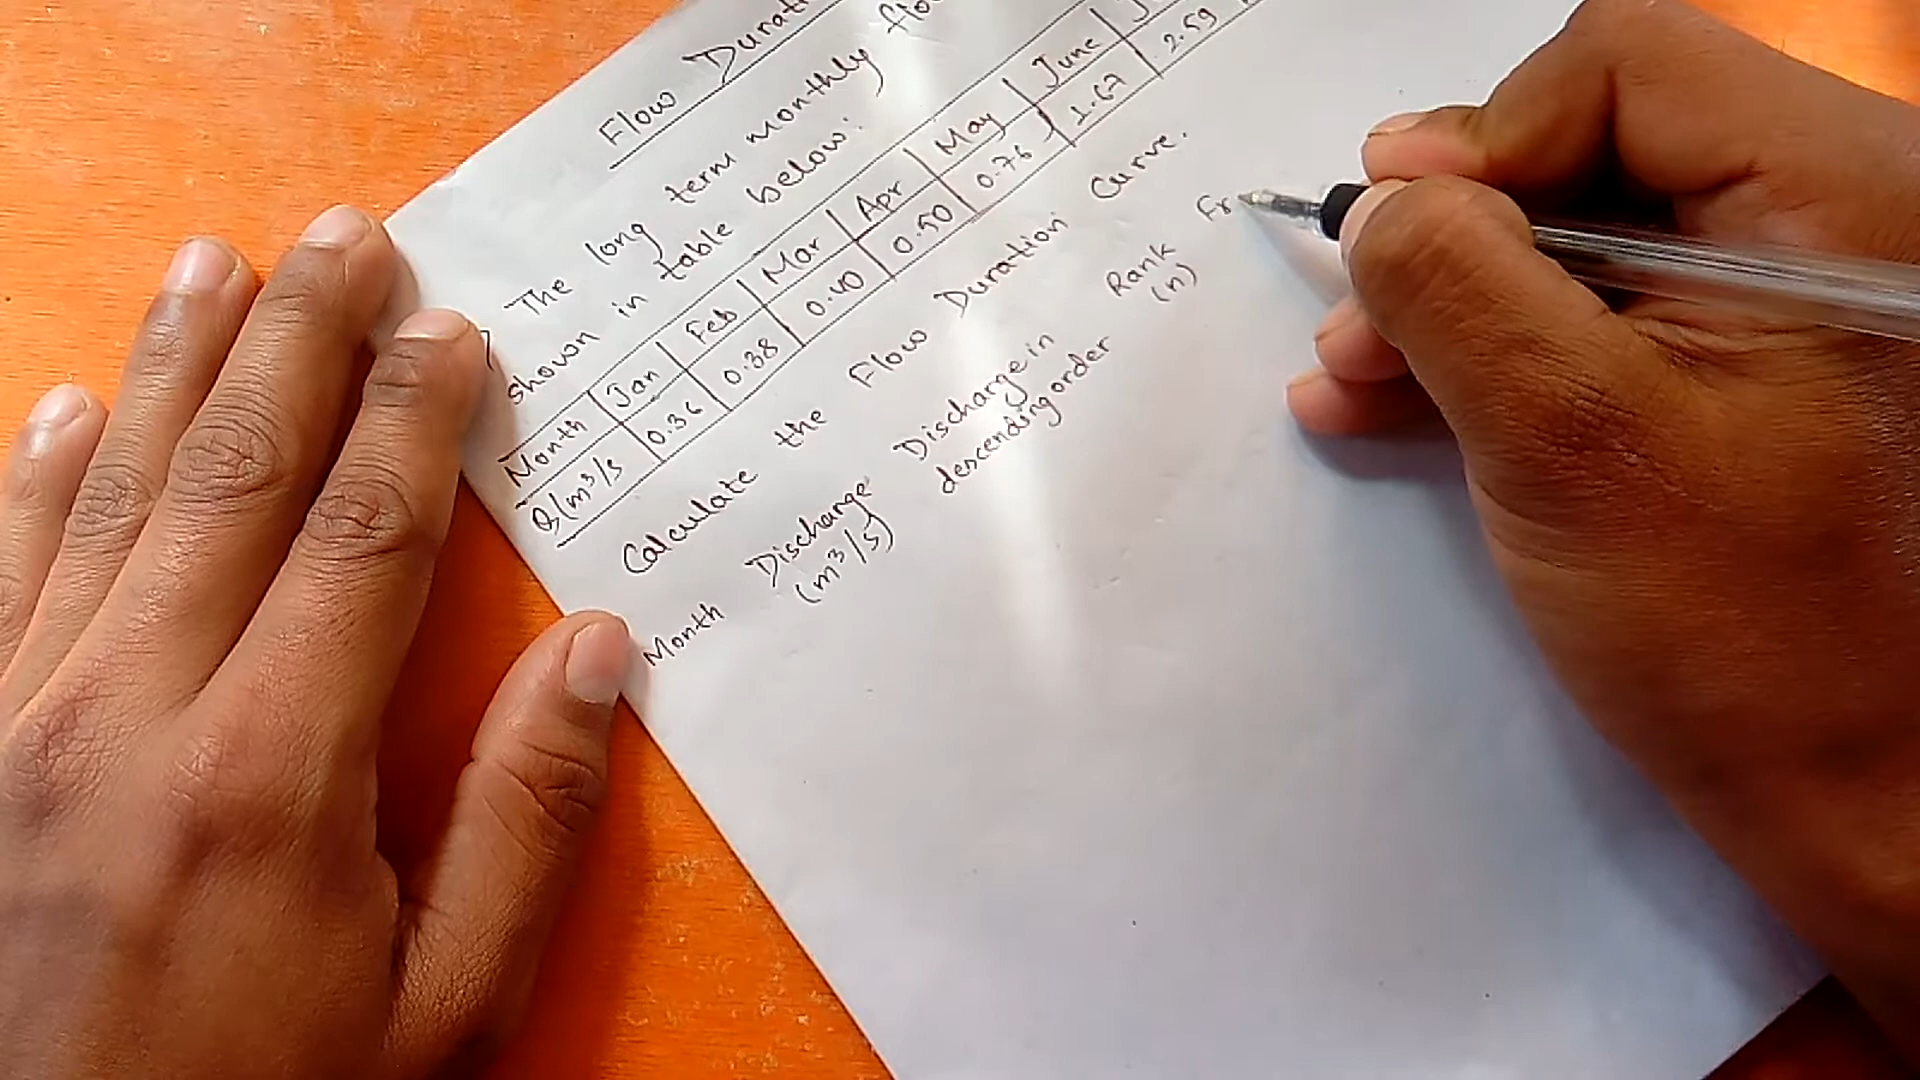 Flow Durati
The long term monthly flo
shown in table below:
Month Jan Feb Mar Apr May June J
Q (m³/s 0.36 0.38 0.40 0.50 0.76 1.67 2.59
Calculate the Flow Duration Curve.
Month Discharge Discharge in Rank Fr
(m³/s) descending order (n)